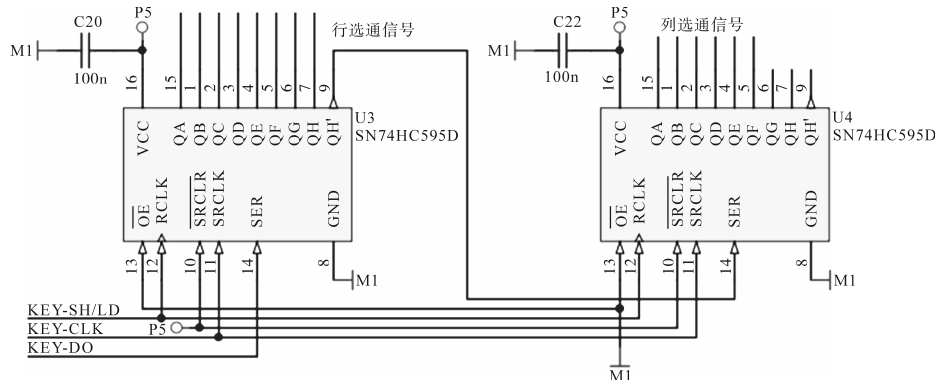 C20
P5
M1
100n
行选通信号
16
15
1
2
3
4
5
6
7
9
VCC
QA
QB
QC
QD
QE
QF
QG
QH
QH'
U3
SN74HC595D
OE
RCLK
SRCLR
SRCLK
SER
GND
13
12
10
11
14
8
M1
C22
P5
M1
100n
列选通信号
16
15
1
2
3
4
5
6
7
9
VCC
QA
QB
QC
QD
QE
QF
QG
QH
QH'
U4
SN74HC595D
OE
RCLK
SRCLR
SRCLK
SER
GND
13
12
10
11
14
8
M1
KEY-SH/LD
P5
KEY-CLK
KEY-DO
M1